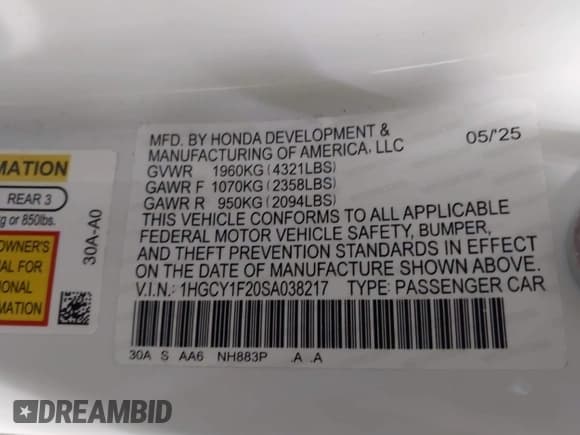 MFD. BY HONDA DEVELOPMENT & 05/'25
MANUFACTURING OF AMERICA, LLC
GVWR 1960KG (4321LBS)
GAWR F 1070KG (2358LBS)
GAWR R 950KG (2094LBS)
THIS VEHICLE CONFORMS TO ALL APPLICABLE
FEDERAL MOTOR VEHICLE SAFETY, BUMPER,
AND THEFT PREVENTION STANDARDS IN EFFECT
ON THE DATE OF MANUFACTURE SHOWN ABOVE.
V.I.N.: 1HGCY1F20SA038217 TYPE: PASSENGER CAR
30A S AA6 NH883P .A .A
MATION
REAR 3
or 850lbs.
OWNER'S
FOR
MATION
30A-A0
DREAMBID